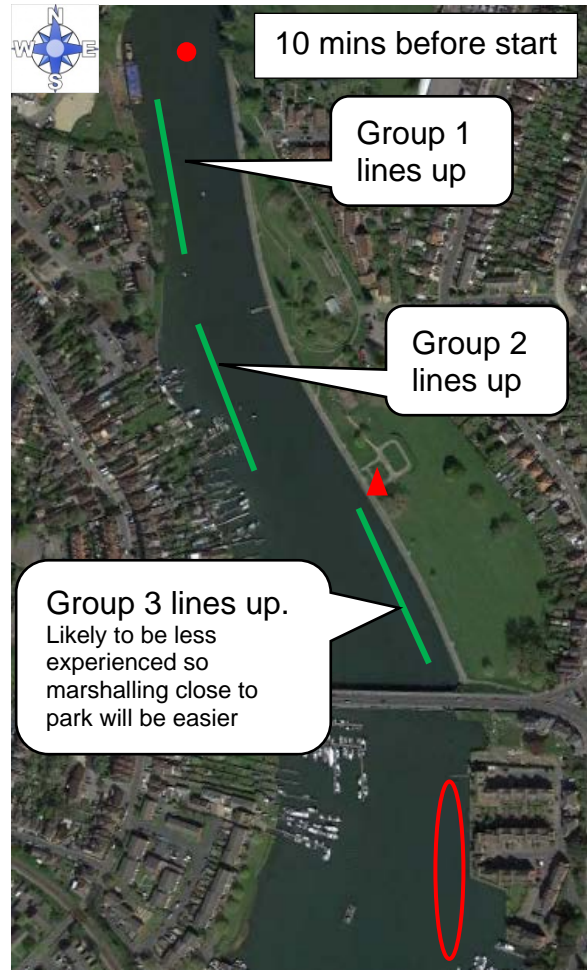 N
W E
S
10 mins before start
Group 1
lines up
Group 2
lines up
Group 3 lines up.
Likely to be less
experienced so
marshalling close to
park will be easier